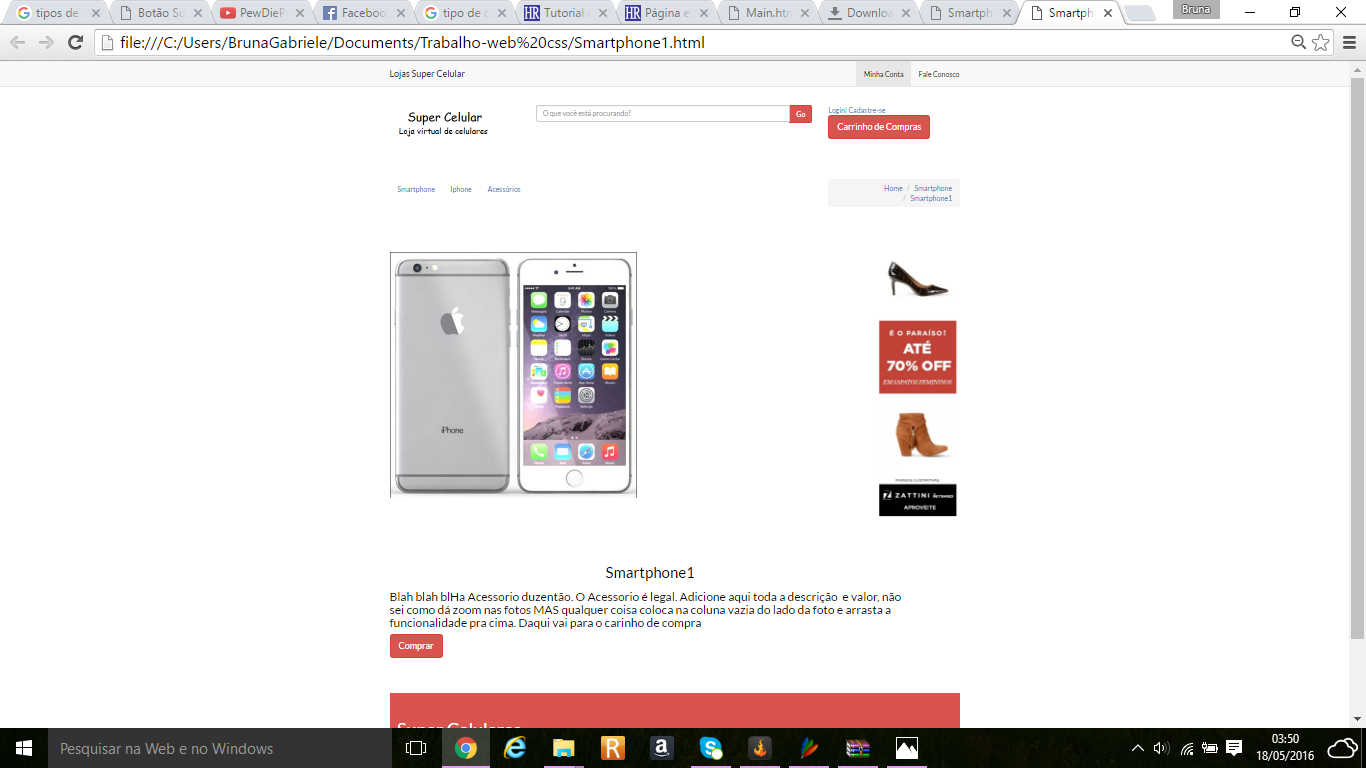 tipos de
Botão Su
PewDieP
Faceboo
tipo de c
Tutorial
Página e
Main.htm
Downloa
Smartph
Smartph
Bruna
file:///C:/Users/BrunaGabriele/Documents/Trabalho-web%20css/Smartphone1.html
Lojas Super Celular
Minha Conta
Fale Conosco
Super Celular
Loja virtual de celulares
O que você está procurando?
Go
Login| Cadastre-se
Carrinho de Compras
Smartphone
Iphone
Acessórios
Home / Smartphone
/ Smartphone1
iPhone
É O PARAÍSO?
ATÉ
70% OFF
EM SAPATOS FEMININOS
IMAGENS ILUSTRATIVAS
ZATTINI
APROVEITE
Smartphone1
Blah blah blHa Acessorio duzentão. O Acessorio é legal. Adicione aqui toda a descrição e valor, não
sei como dá zoom nas fotos MAS qualquer coisa coloca na coluna vazia do lado da foto e arrasta a
funcionalidade pra cima. Daqui vai para o carinho de compra
Comprar
Super Celulares
Pesquisar na Web e no Windows
03:50
18/05/2016